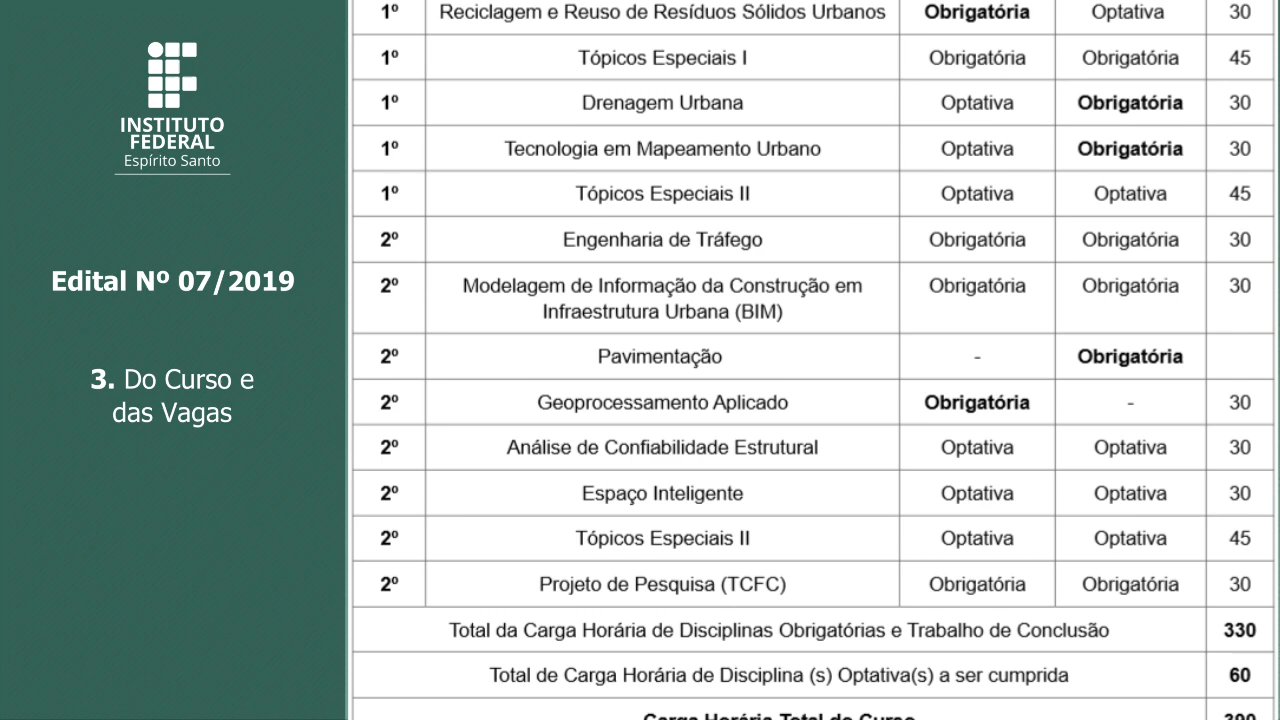 INSTITUTO
FEDERAL
Espírito Santo
Edital Nº 07/2019
3. Do Curso e
das Vagas
1º Reciclagem e Reuso de Resíduos Sólidos Urbanos Obrigatória Optativa 30
1º Tópicos Especiais I Obrigatória Obrigatória 45
1º Drenagem Urbana Optativa Obrigatória 30
1º Tecnologia em Mapeamento Urbano Optativa Obrigatória 30
1º Tópicos Especiais II Optativa Optativa 45
2º Engenharia de Tráfego Obrigatória Obrigatória 30
2º Modelagem de Informação da Construção em Obrigatória Obrigatória 30
Infraestrutura Urbana (BIM)
2º Pavimentação - Obrigatória
2º Geoprocessamento Aplicado Obrigatória - 30
2º Análise de Confiabilidade Estrutural Optativa Optativa 30
2º Espaço Inteligente Optativa Optativa 30
2º Tópicos Especiais II Optativa Optativa 45
2º Projeto de Pesquisa (TCFC) Obrigatória Obrigatória 30
Total da Carga Horária de Disciplinas Obrigatórias e Trabalho de Conclusão 330
Total de Carga Horária de Disciplina (s) Optativa(s) a ser cumprida 60
Carga Horária Total do Curso 390